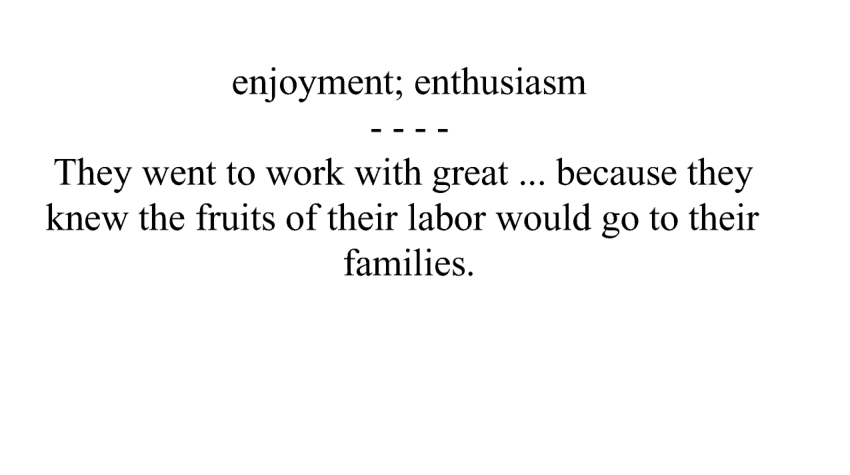 enjoyment; enthusiasm
- - - -
They went to work with great ... because they
knew the fruits of their labor would go to their
families.